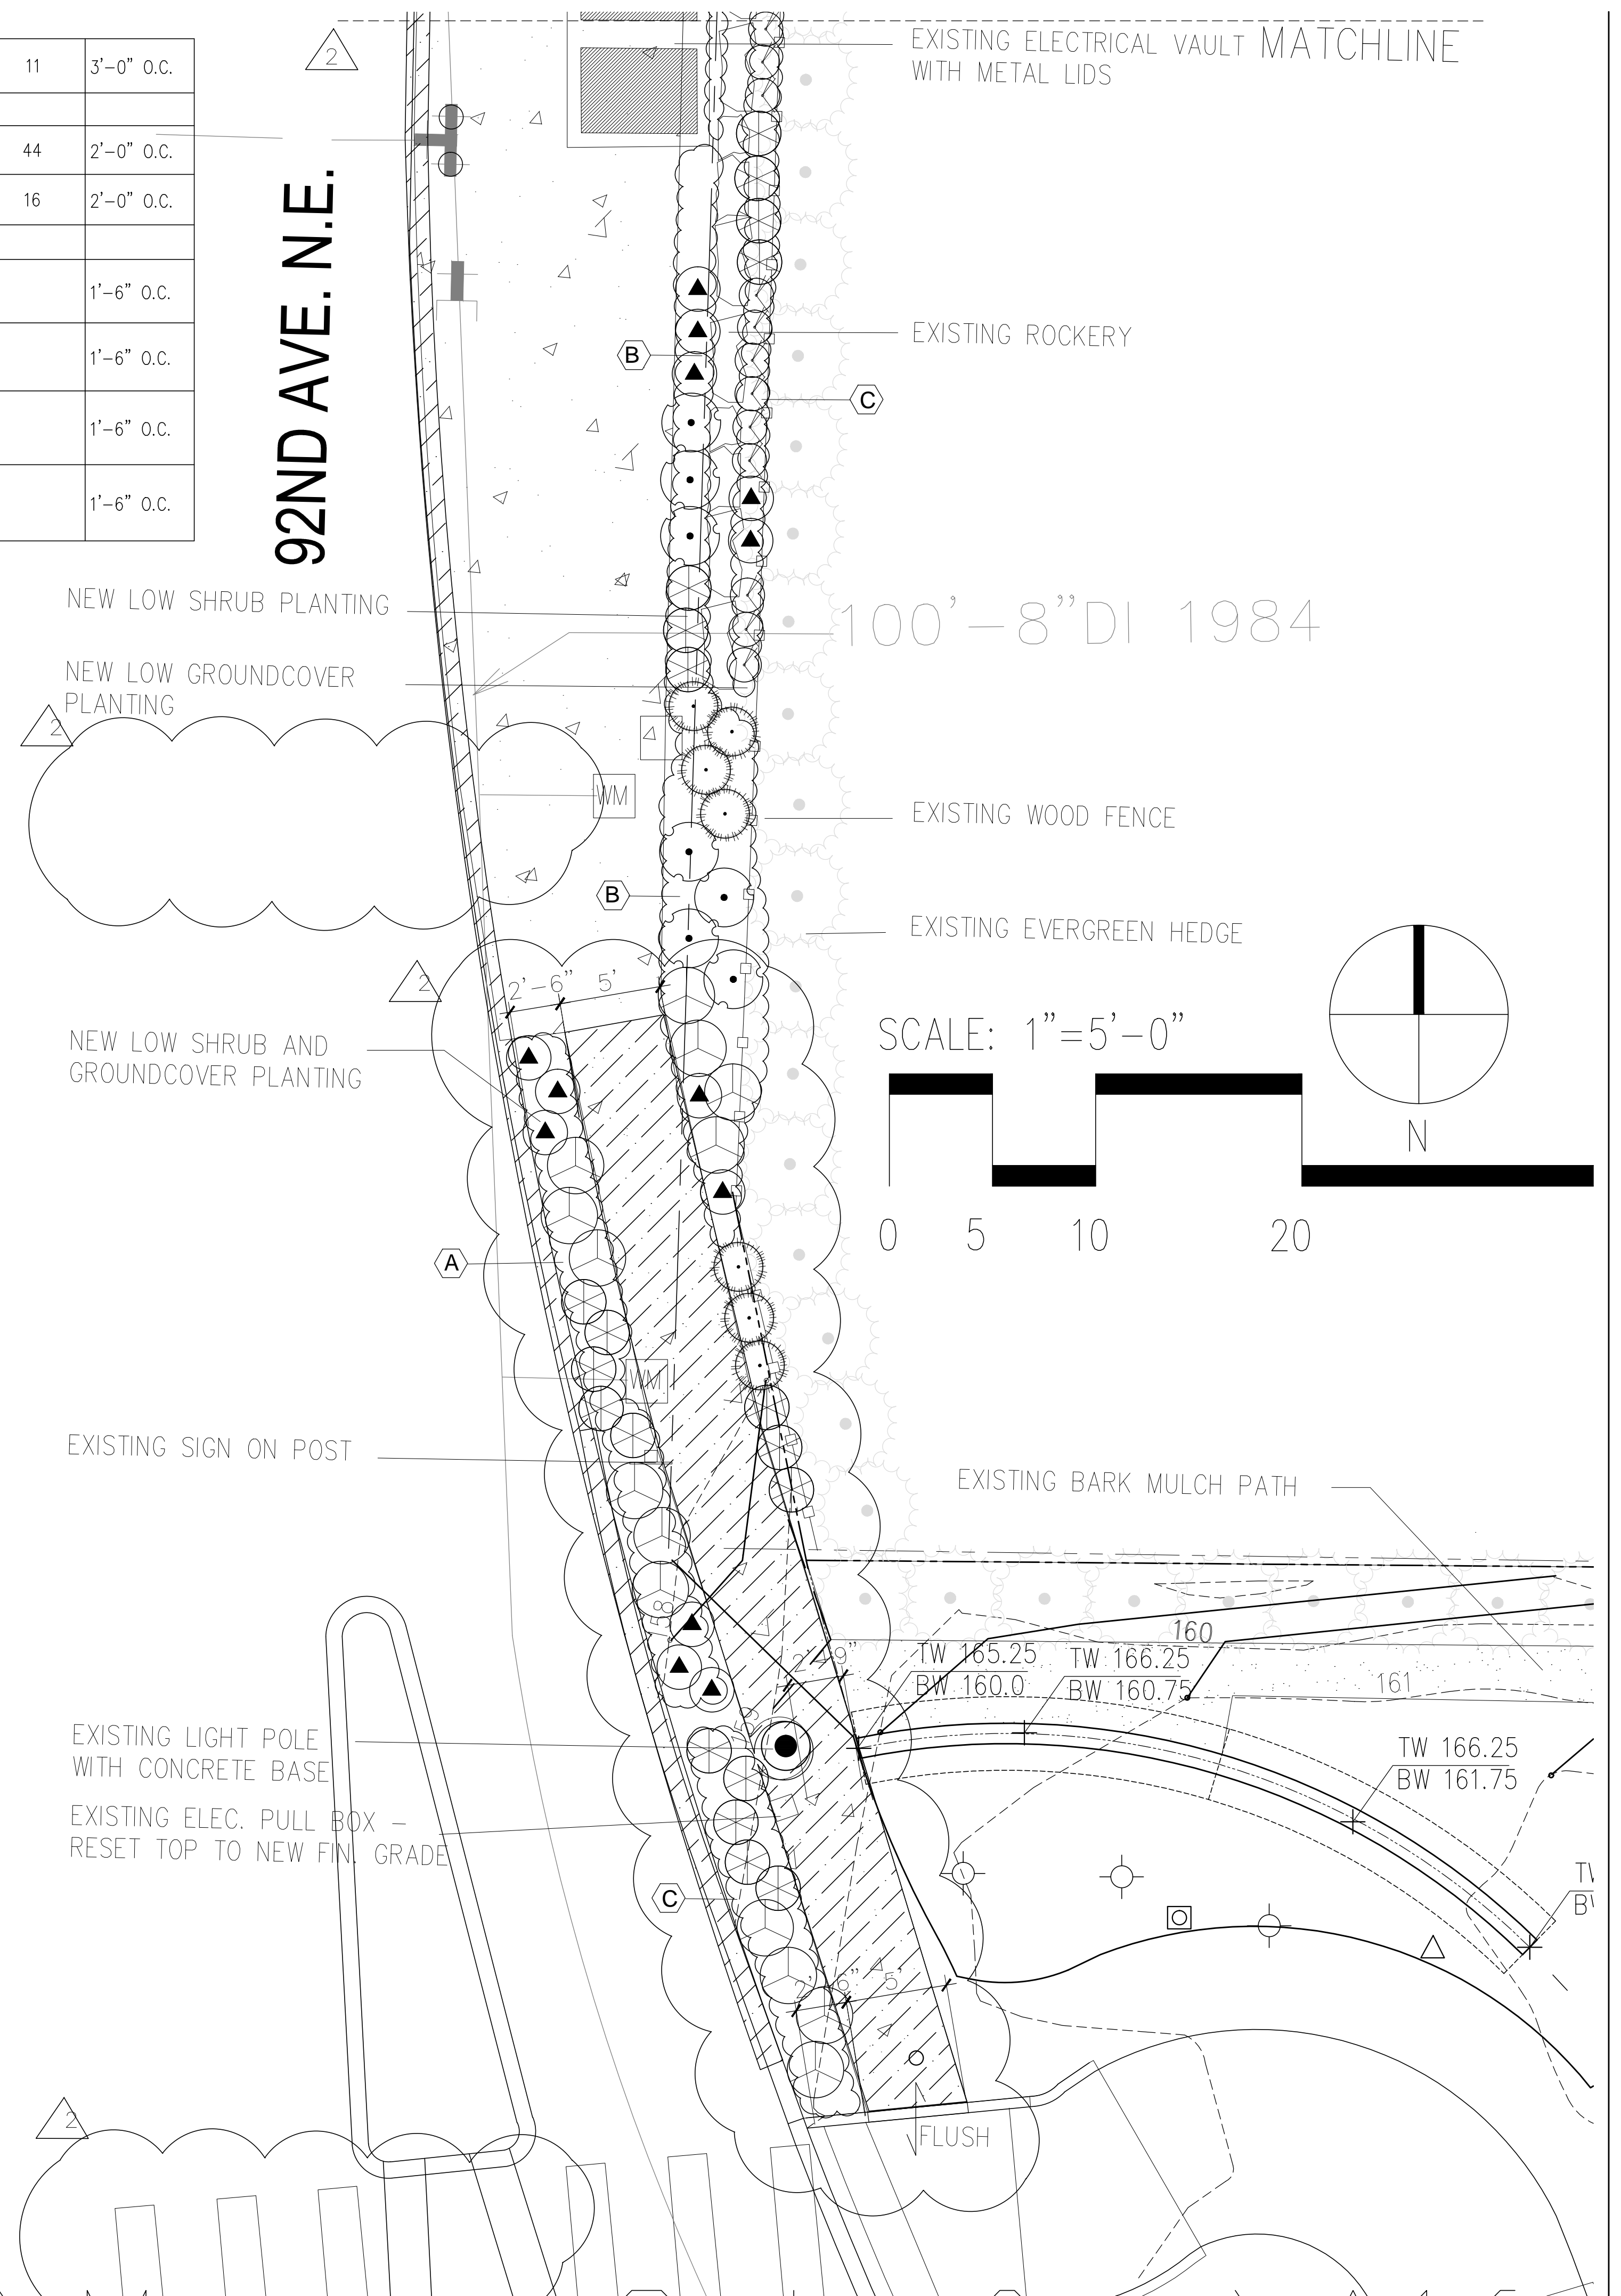 11 3'-0" O.C.
44 2'-0" O.C.
16 2'-0" O.C.
1'-6" O.C.
1'-6" O.C.
1'-6" O.C.
1'-6" O.C.
2
92ND AVE. N.E.
EXISTING ELECTRICAL VAULT
WITH METAL LIDS
MATCHLINE
EXISTING ROCKERY
B
C
NEW LOW SHRUB PLANTING
100'-8"DI 1984
NEW LOW GROUNDCOVER
PLANTING
2
WM
EXISTING WOOD FENCE
B
EXISTING EVERGREEN HEDGE
2
2'-6" 5'
NEW LOW SHRUB AND
GROUNDCOVER PLANTING
SCALE: 1"=5'-0"
N
0 5 10 20
A
WM
EXISTING SIGN ON POST
EXISTING BARK MULCH PATH
160
2'-9"
TW 165.25
BW 160.0
TW 166.25
BW 160.75
161
TW 166.25
BW 161.75
EXISTING LIGHT POLE
WITH CONCRETE BASE
EXISTING ELEC. PULL BOX -
RESET TOP TO NEW FIN. GRADE
C
2'-6" 5'
FLUSH
2